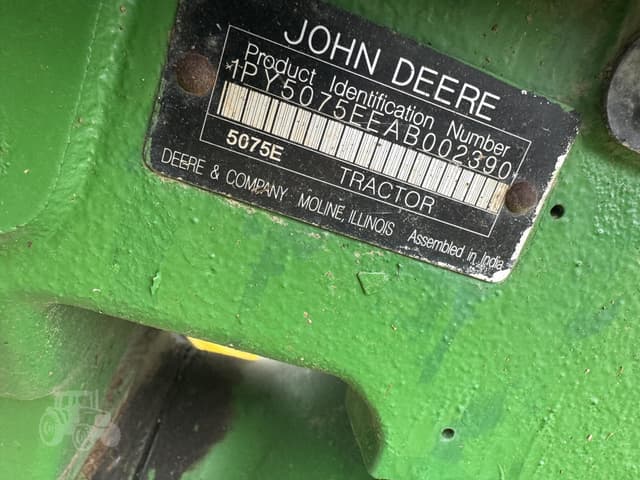 JOHN DEERE
Product Identification Number
*1PY5075EEAB002390
5075E
TRACTOR
DEERE & COMPANY MOLINE, ILLINOIS Assembled in India